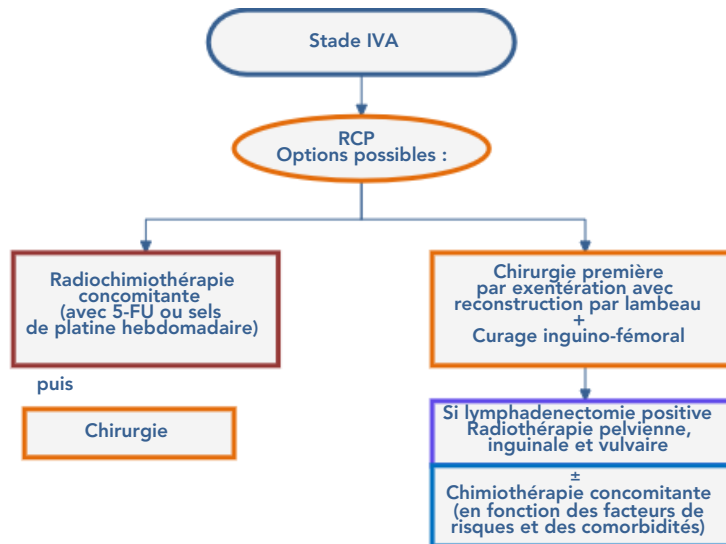 Stade IVA
RCP
Options possibles :
Radiochimiothérapie
concomitante
(avec 5-FU ou sels
de platine hebdomadaire)
puis
Chirurgie
Chirurgie première
par exentération avec
reconstruction par lambeau
+
Curage inguino-fémoral
Si lymphadenectomie positive
Radiothérapie pelvienne,
inguinale et vulvaire
±
Chimiothérapie concomitante
(en fonction des facteurs de
risques et des comorbidités)